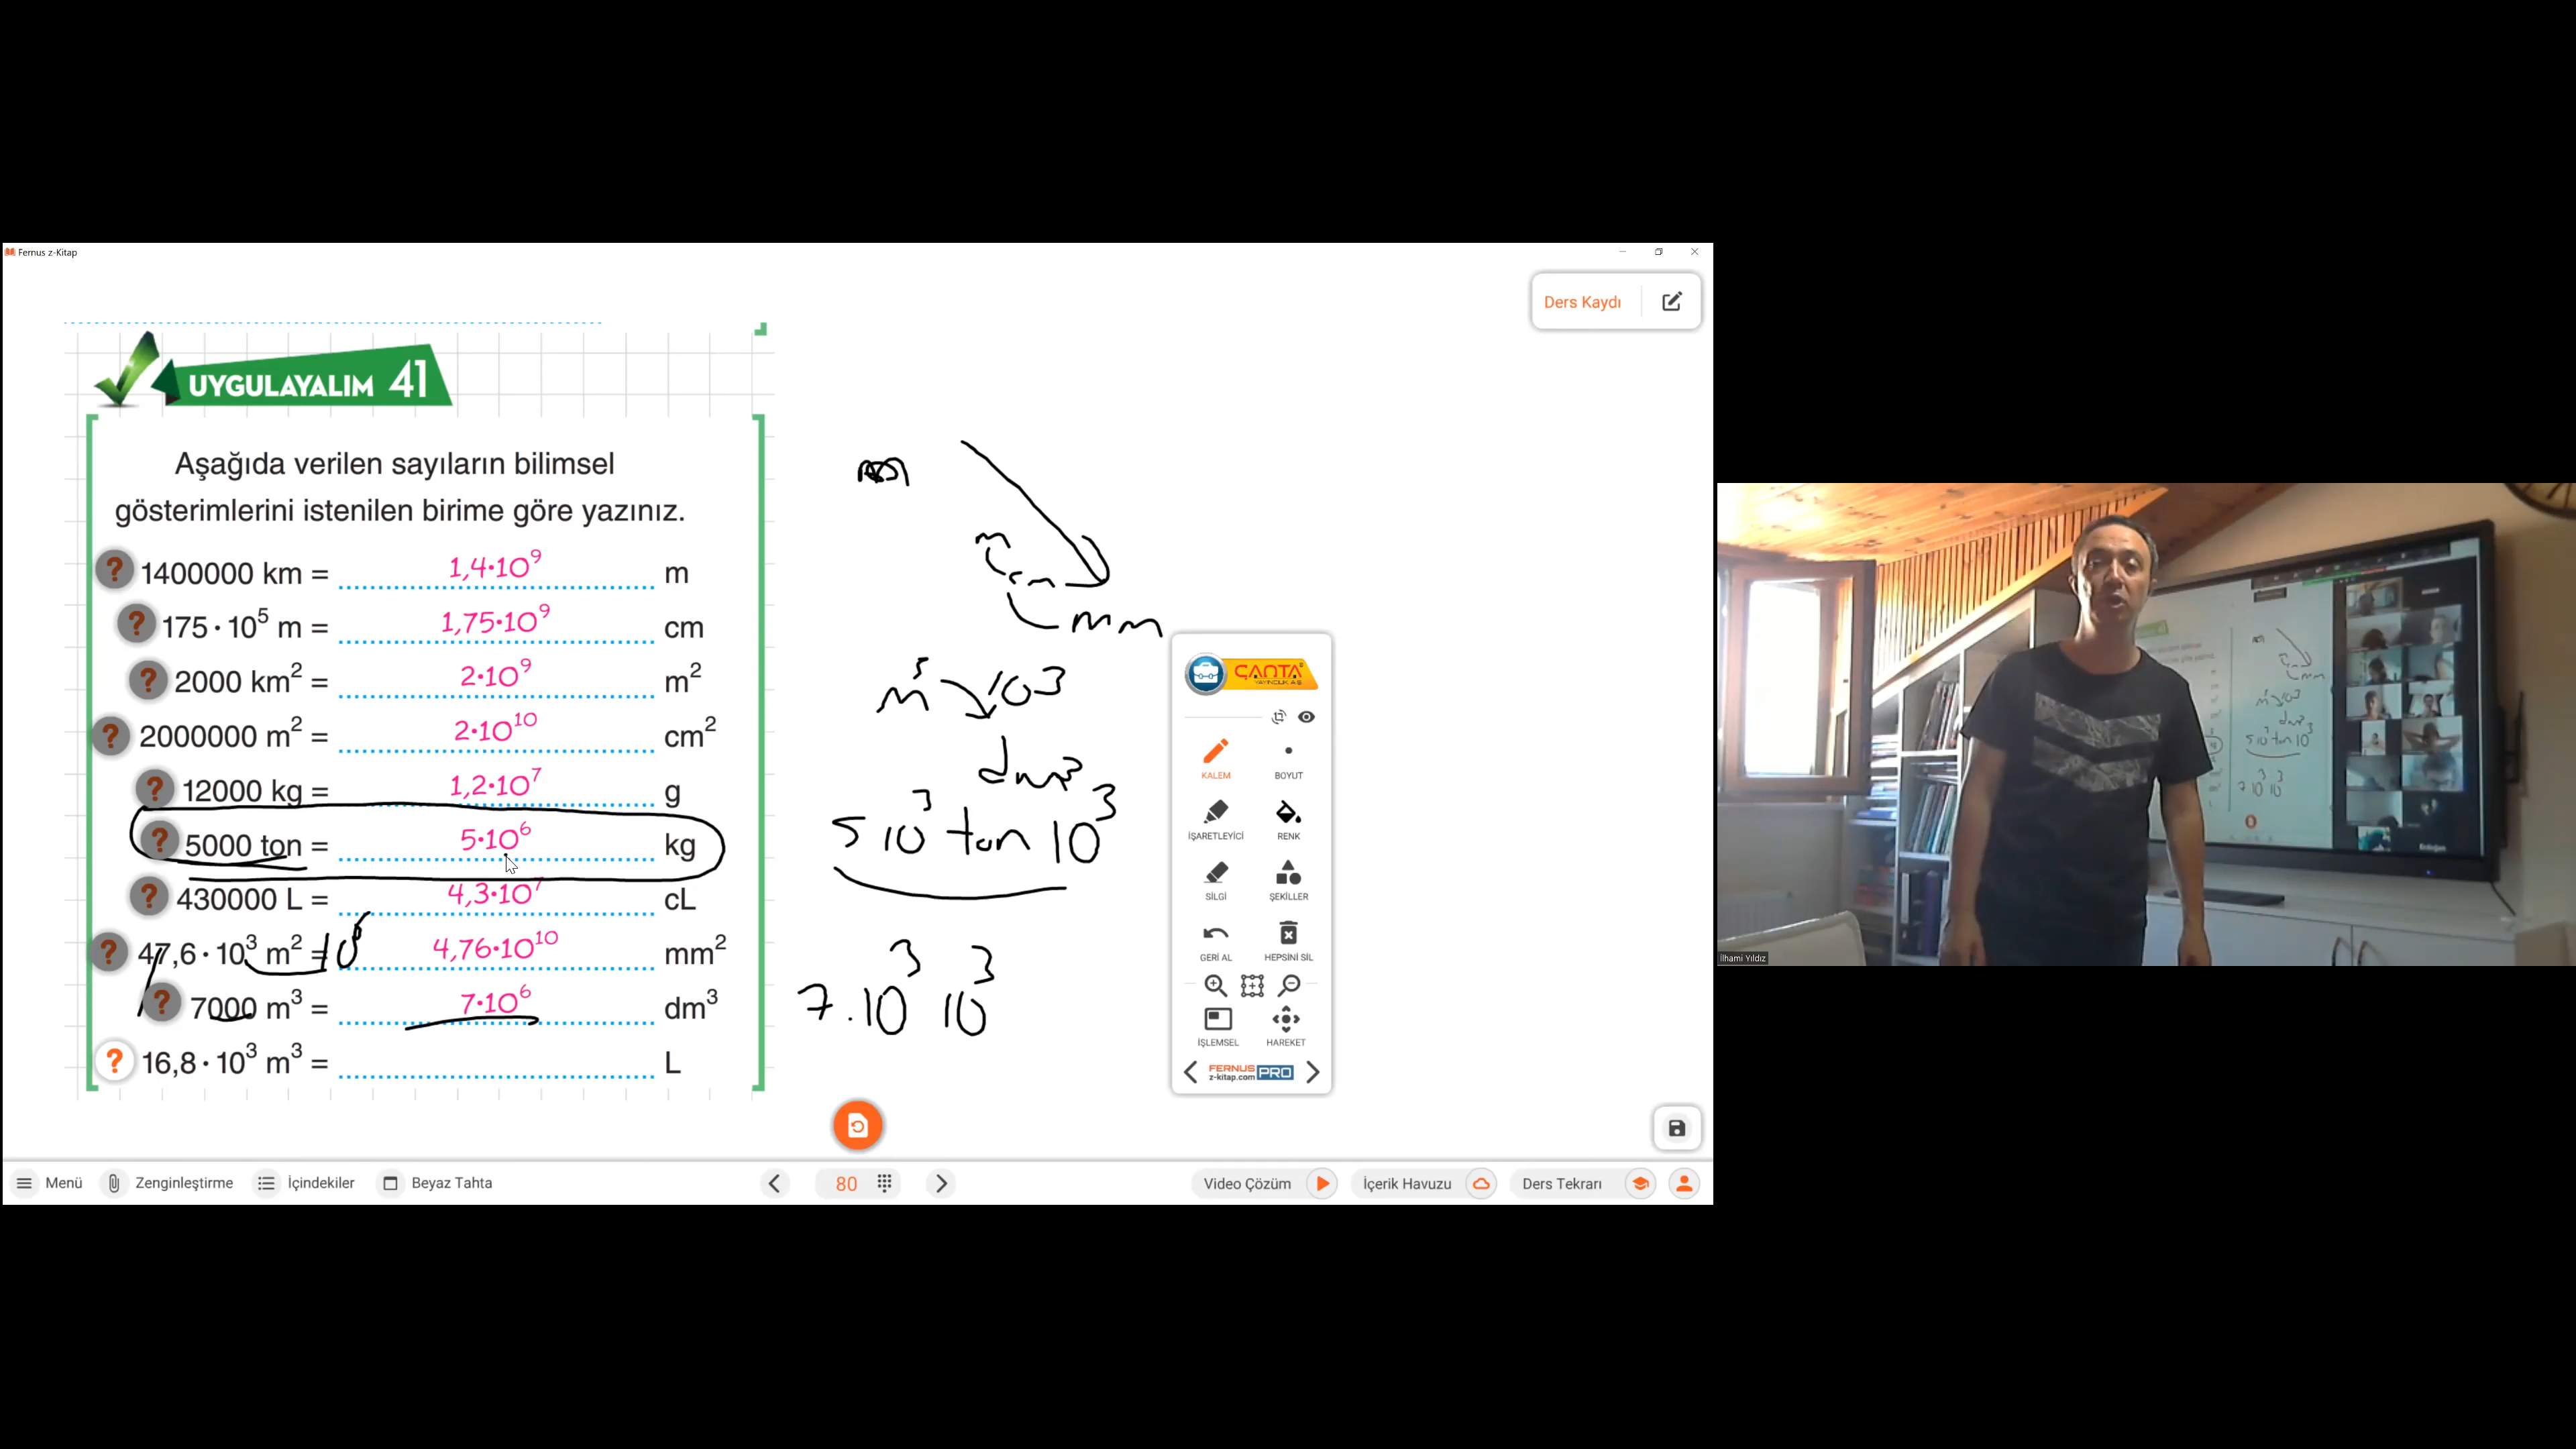 Fernus z-Kitap
Ders Kaydı
UYGULAYALIM 41
Aşağıda verilen sayıların bilimsel
gösterimlerini istenilen birime göre yazınız.
? 1400000 km = 1,4·10⁹ m
? 175·10⁵ m = 1,75·10⁹ cm
? 2000 km² = 2·10⁹ m²
? 2000000 m² = 2·10¹⁰ cm²
? 12000 kg = 1,2·10⁷ g
? 5000 ton = 5·10⁶ kg
? 430000 L = 4,3·10⁷ cL
? 47,6·10³ m² = 4,76·10¹⁰ mm²
? 7000 m³ = 7·10⁶ dm³
? 16,8·10³ m³ = L
m
cm
mm
m³ 10³
dm³
5 10³ ton 10³
7.10³ 10³
ÇANTA
YAYINCILIK A.Ş.
KALEM BOYUT
İŞARETLEYİCİ RENK
SİLGİ ŞEKİLLER
GERİ AL HEPSİNİ SİL
İŞLEMSEL HAREKET
FERNUS
z-kitap.com PRO
Menü Zenginleştirme İçindekiler Beyaz Tahta 80 Video Çözüm İçerik Havuzu Ders Tekrarı
İlhami Yıldız